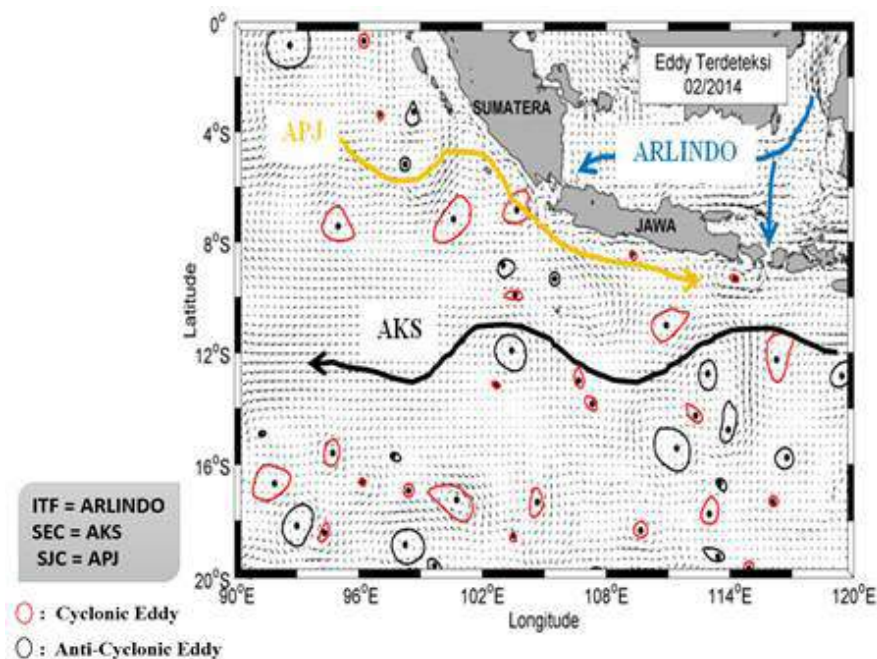 0°
4°S
8°S
12°S
16°S
20°S
Latitude
90°E
96°E
102°E
108°E
114°E
120°E
Longitude
Eddy Terdeteksi
02/2014
SUMATERA
APJ
ARLINDO
JAWA
AKS
ITF = ARLINDO
SEC = AKS
SJC = APJ
: Cyclonic Eddy
: Anti-Cyclonic Eddy